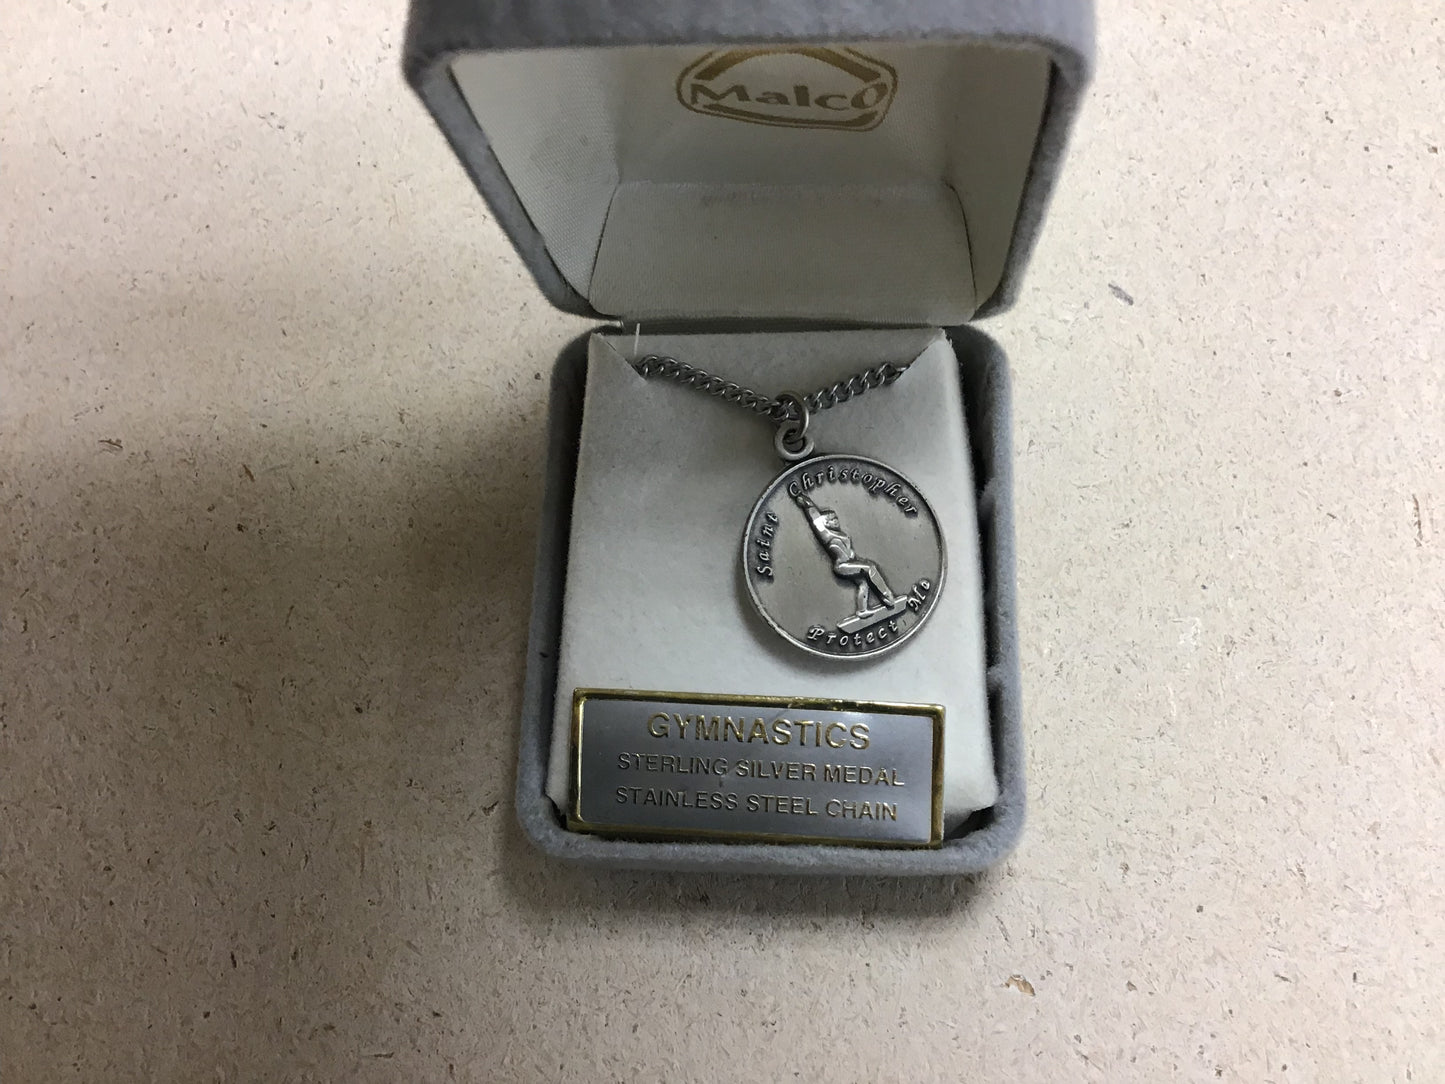 Malco
Saint Christopher
Protect Me
GYMNASTICS
STERLING SILVER MEDAL
STAINLESS STEEL CHAIN